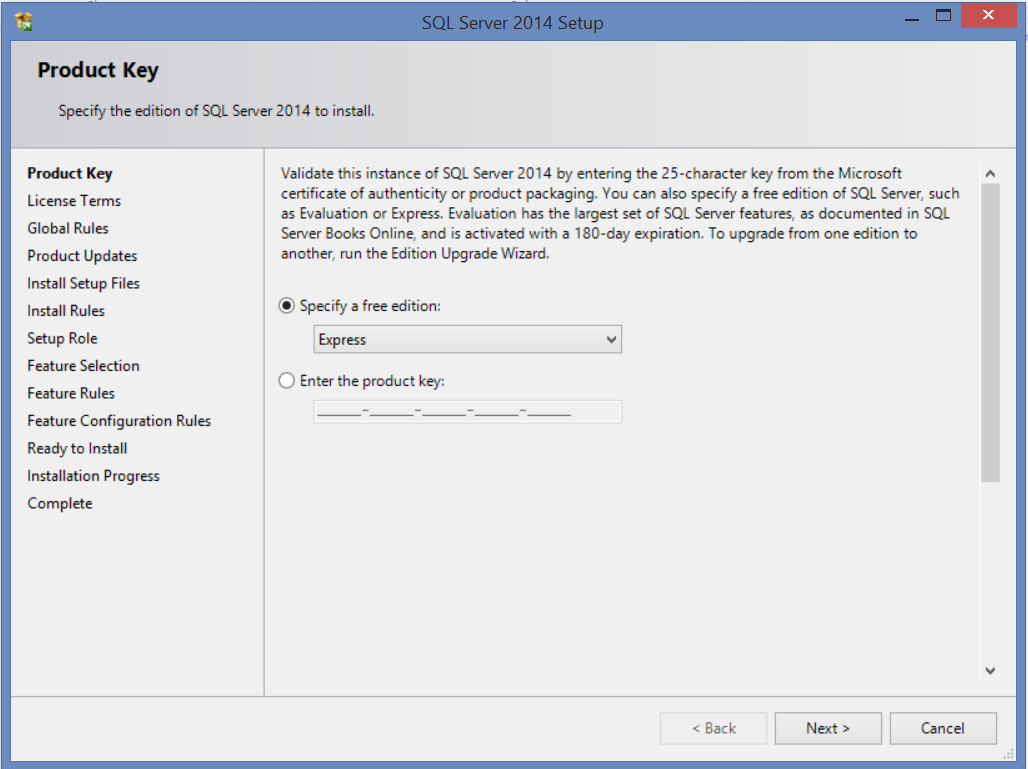 SQL Server 2014 Setup
Product Key
Specify the edition of SQL Server 2014 to install.
Product Key
License Terms
Global Rules
Product Updates
Install Setup Files
Install Rules
Setup Role
Feature Selection
Feature Rules
Feature Configuration Rules
Ready to Install
Installation Progress
Complete
Validate this instance of SQL Server 2014 by entering the 25-character key from the Microsoft
certificate of authenticity or product packaging. You can also specify a free edition of SQL Server, such
as Evaluation or Express. Evaluation has the largest set of SQL Server features, as documented in SQL
Server Books Online, and is activated with a 180-day expiration. To upgrade from one edition to
another, run the Edition Upgrade Wizard.
Specify a free edition:
Express
Enter the product key:
_____-_____-_____-_____-_____
< Back
Next >
Cancel